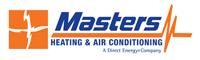 Masters
HEATING & AIR CONDITIONING
A Direct Energy Company